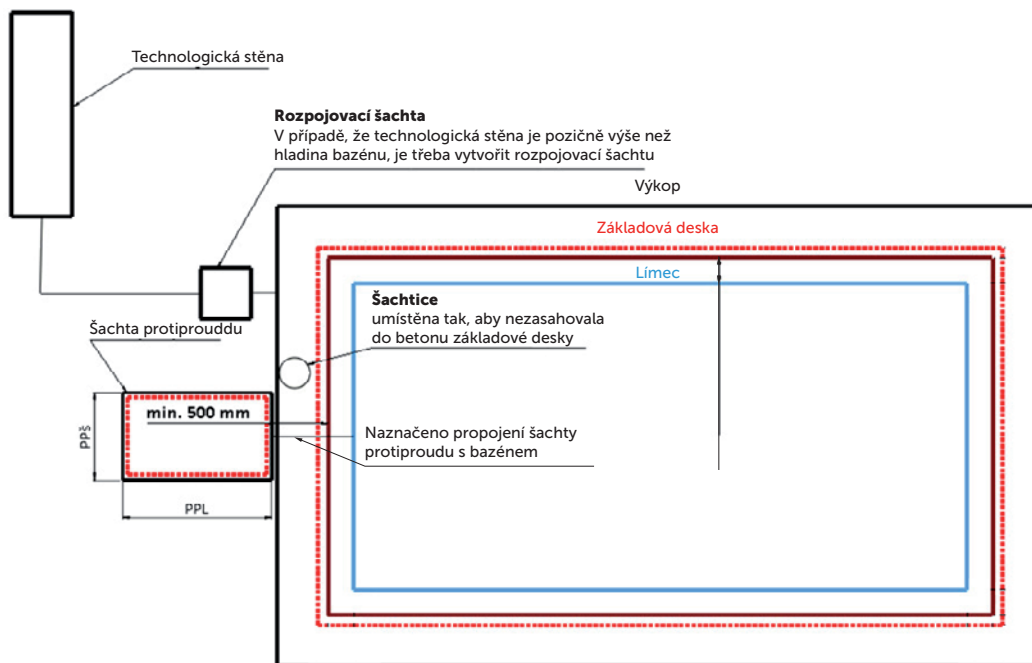 Technologická stěna
Rozpojovací šachta
V případě, že technologická stěna je pozičně výše než
hladina bazénu, je třeba vytvořit rozpojovací šachtu
Výkop
Základová deska
Límec
Šachtice
umístěna tak, aby nezasahovala
do betonu základové desky
Šachta protiprouddu
min. 500 mm
PPš
Naznačeno propojení šachty
protiproudu s bazénem
PPL